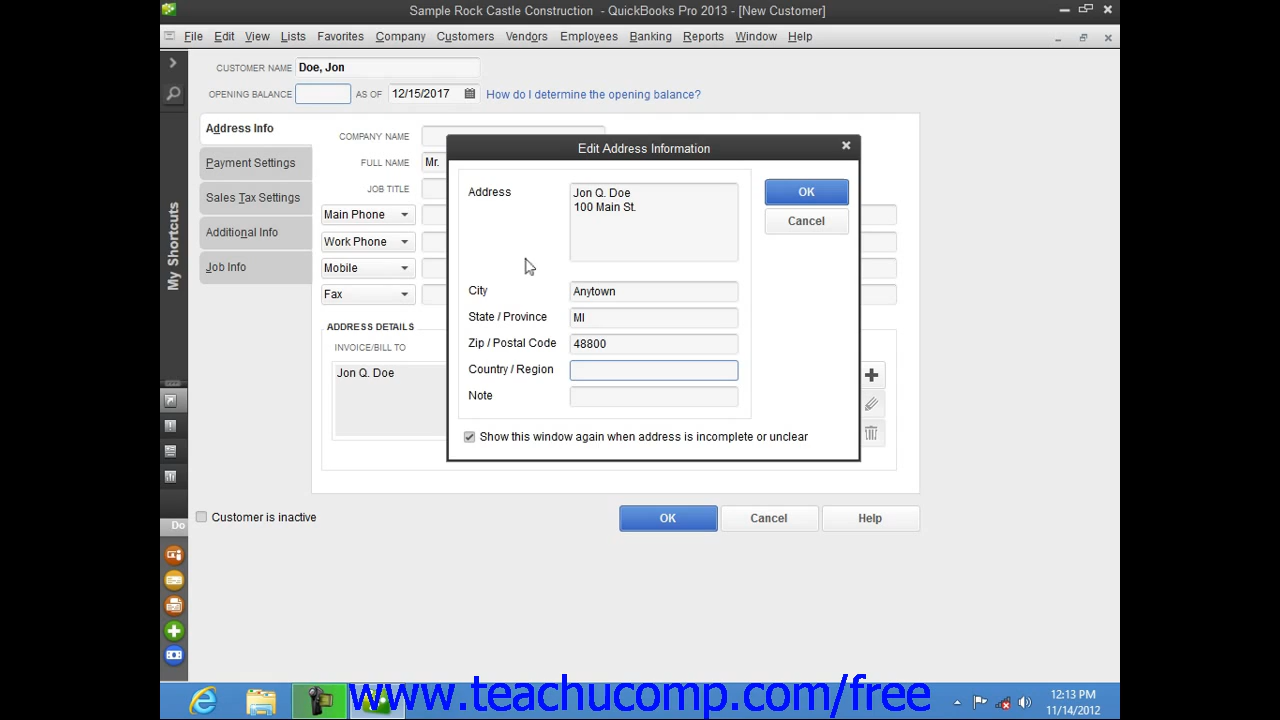 Sample Rock Castle Construction - QuickBooks Pro 2013 - [New Customer]
File Edit View Lists Favorites Company Customers Vendors Employees Banking Reports Window Help
CUSTOMER NAME Doe, Jon
OPENING BALANCE AS OF 12/15/2017 How do I determine the opening balance?
Address Info
Payment Settings
Sales Tax Settings
Additional Info
Job Info
My Shortcuts
COMPANY NAME
FULL NAME Mr.
JOB TITLE
Main Phone
Work Phone
Mobile
Fax
ADDRESS DETAILS
INVOICE/BILL TO
Jon Q. Doe
Edit Address Information
Address Jon Q. Doe
100 Main St.
OK
Cancel
City Anytown
State / Province MI
Zip / Postal Code 48800
Country / Region
Note
Show this window again when address is incomplete or unclear
Customer is inactive
OK Cancel Help
Do
www.teachucomp.com/free
12:13 PM
11/14/2012